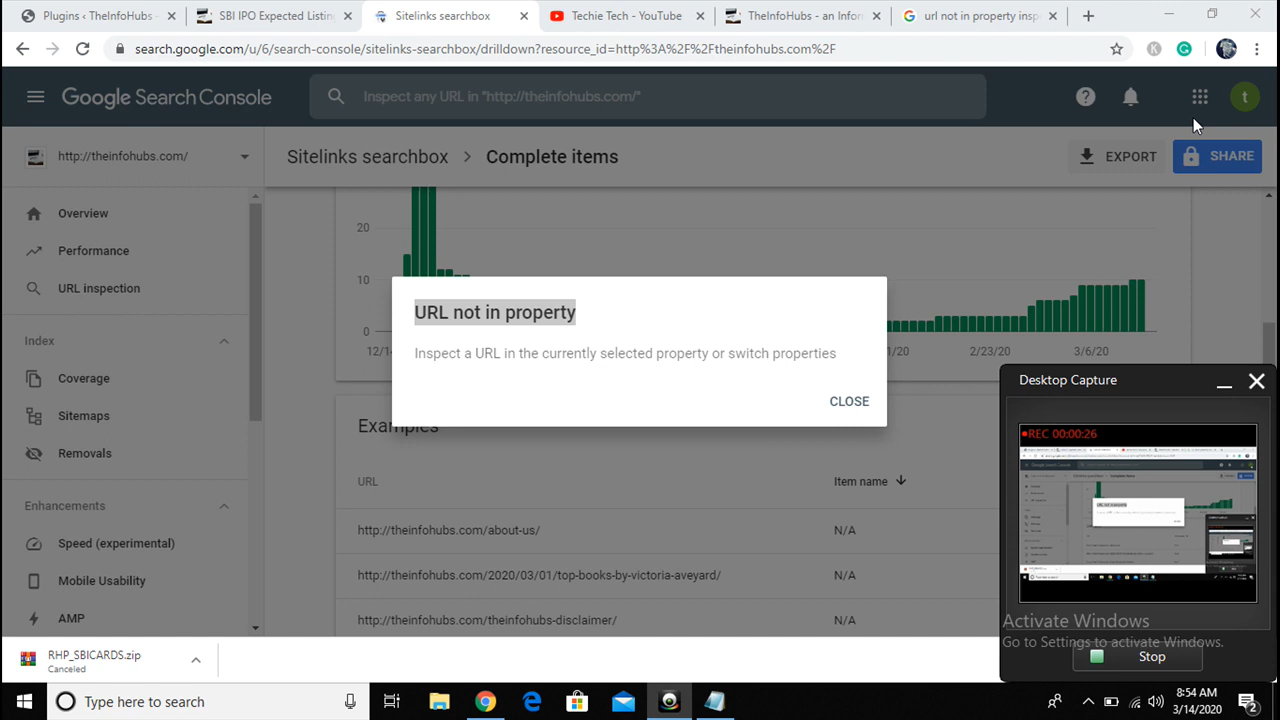 Plugins ‹ TheInfoHubs -
SBI IPO Expected Listin
Sitelinks searchbox
Techie Tech - YouTube
TheInfoHubs - an Infor
url not in property insp
search.google.com/u/6/search-console/sitelinks-searchbox/drilldown?resource_id=http%3A%2F%2Ftheinfohubs.com%2F
K
Google Search Console
Inspect any URL in "http://theinfohubs.com/"
t
http://theinfohubs.com/
Sitelinks searchbox > Complete items
EXPORT
SHARE
Overview
Performance
URL inspection
Index
Coverage
Sitemaps
Removals
Enhancements
Speed (experimental)
Mobile Usability
AMP
20
10
0
12/14
1/20
2/23/20
3/6/20
URL not in property
Inspect a URL in the currently selected property or switch properties
CLOSE
Examples
URL
Item name
http://theinfohubs.com/about-us/
N/A
http://theinfohubs.com/2020/03/01/top-books-by-victoria-aveyard/
N/A
http://theinfohubs.com/theinfohubs-disclaimer/
N/A
Desktop Capture
REC 00:00:26
Activate Windows
Go to Settings to activate Windows.
Stop
RHP_SBICARDS.zip
Canceled
Type here to search
8:54 AM
3/14/2020
2